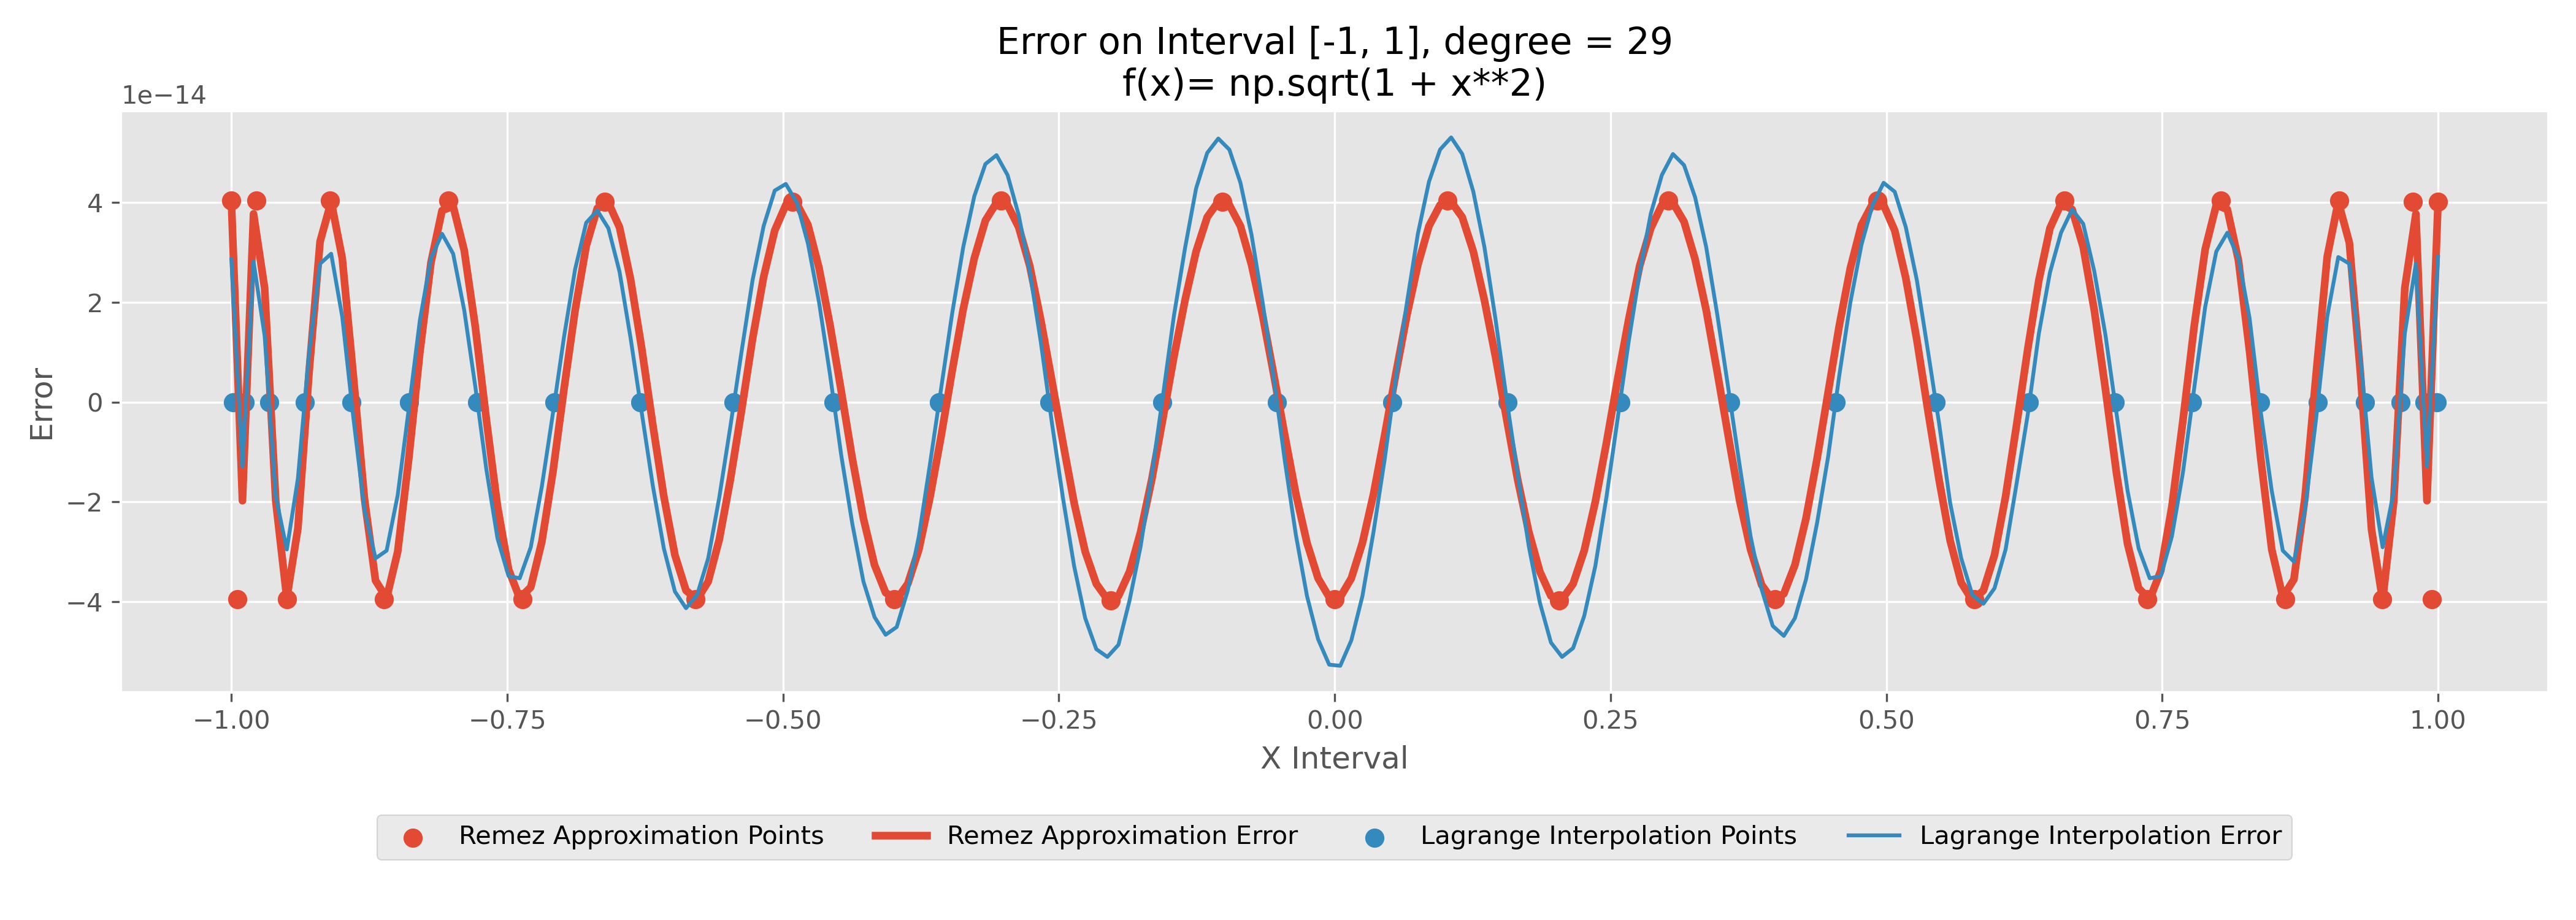 Error on Interval [-1, 1], degree = 29
f(x)= np.sqrt(1 + x**2)
1e−14
4
2
0
−2
−4
Error
−1.00 −0.75 −0.50 −0.25 0.00 0.25 0.50 0.75 1.00
X Interval
Remez Approximation Points Remez Approximation Error Lagrange Interpolation Points Lagrange Interpolation Error